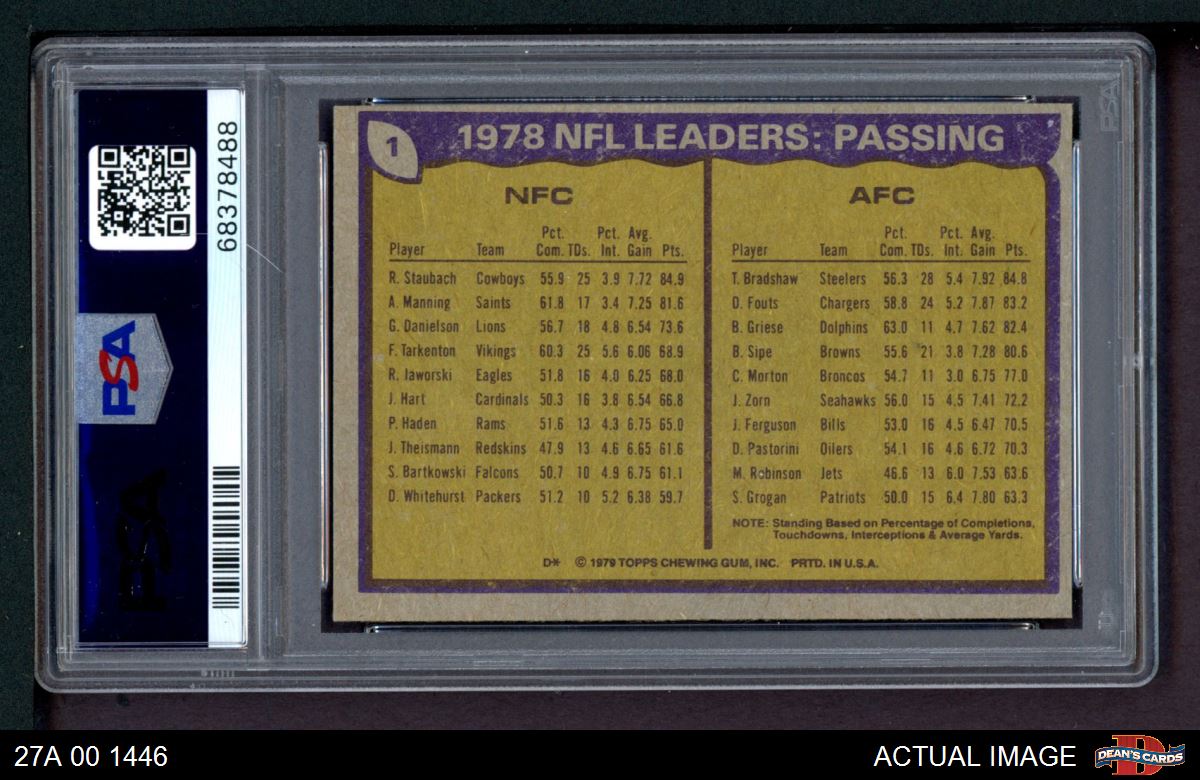 68378488
PSA
1
1978 NFL LEADERS: PASSING
NFC
Player Team Pct. Com. TDs. Pct. Int. Avg. Gain Pts.
R. Staubach Cowboys 55.9 25 3.9 7.72 84.9
A. Manning Saints 61.8 17 3.4 7.25 81.6
G. Danielson Lions 56.7 18 4.8 6.54 73.6
F. Tarkenton Vikings 60.3 25 5.6 6.06 68.9
R. Jaworski Eagles 51.8 16 4.0 6.25 68.0
J. Hart Cardinals 50.3 16 3.8 6.54 66.8
P. Haden Rams 51.6 13 4.3 6.75 65.0
J. Theismann Redskins 47.9 13 4.6 6.65 61.6
S. Bartkowski Falcons 50.7 10 4.9 6.75 61.1
D. Whitehurst Packers 51.2 10 5.2 6.38 59.7
AFC
Player Team Pct. Com. TDs. Pct. Int. Avg. Gain Pts.
T. Bradshaw Steelers 56.3 28 5.4 7.92 84.8
D. Fouts Chargers 58.8 24 5.2 7.87 83.2
B. Griese Dolphins 63.0 11 4.7 7.62 82.4
B. Sipe Browns 55.6 21 3.8 7.28 80.6
C. Morton Broncos 54.7 11 3.0 6.75 77.0
J. Zorn Seahawks 56.0 15 4.5 7.41 72.2
J. Ferguson Bills 53.0 16 4.5 6.47 70.5
D. Pastorini Oilers 54.1 16 4.6 6.72 70.3
M. Robinson Jets 46.6 13 6.0 7.53 63.6
S. Grogan Patriots 50.0 15 6.4 7.80 63.3
NOTE: Standing Based on Percentage of Completions,
Touchdowns, Interceptions & Average Yards.
D* © 1979 TOPPS CHEWING GUM, INC. PRTD. IN U.S.A.
PSA
PSA
27A 00 1446
ACTUAL IMAGE
DEAN'S CARDS